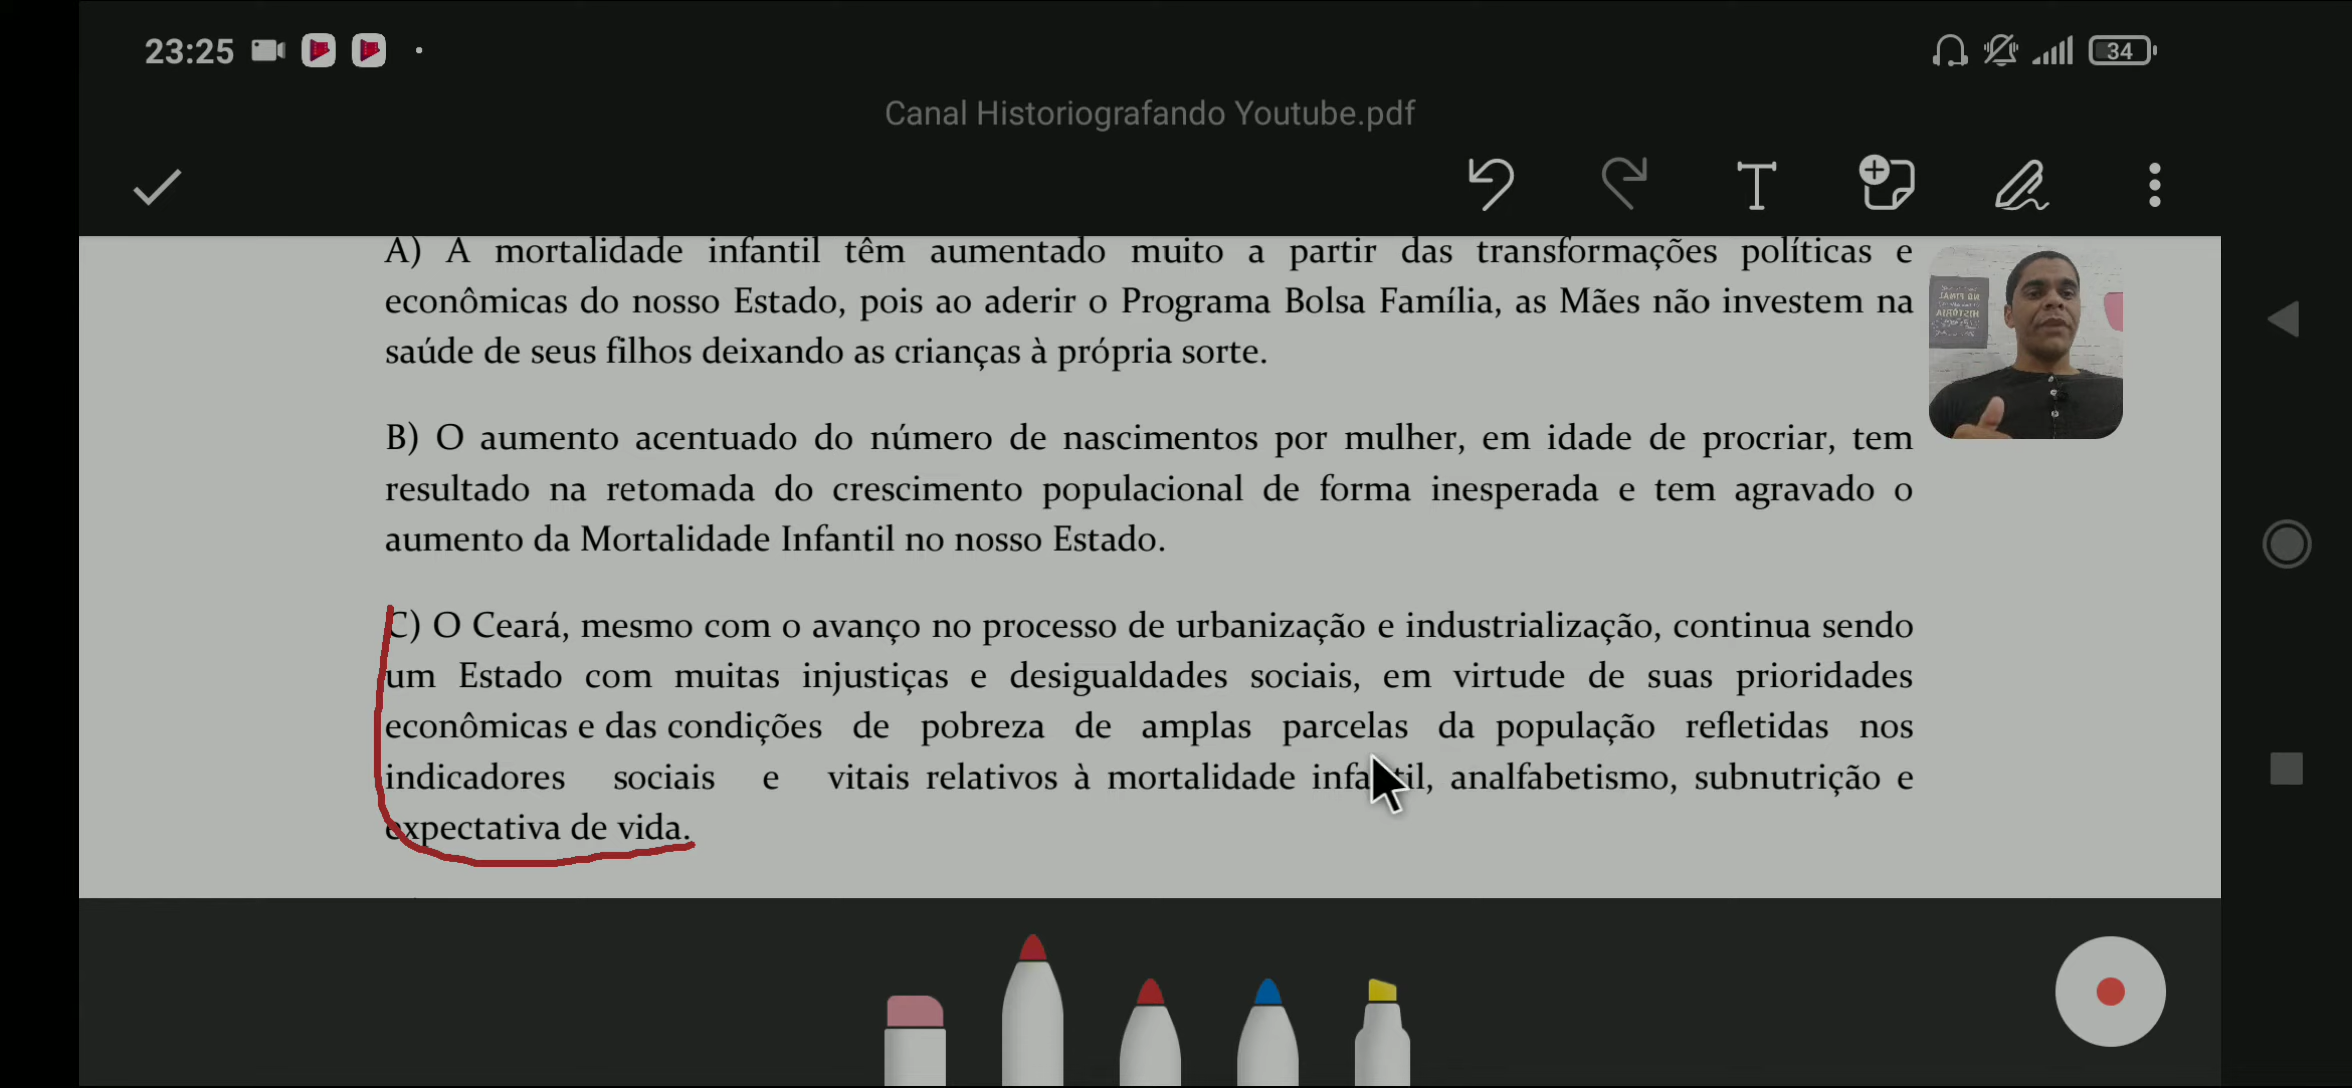 23:25
34
Canal Historiografando Youtube.pdf
A) A mortalidade infantil têm aumentado muito a partir das transformações políticas e
econômicas do nosso Estado, pois ao aderir o Programa Bolsa Família, as Mães não investem na
saúde de seus filhos deixando as crianças à própria sorte.
B) O aumento acentuado do número de nascimentos por mulher, em idade de procriar, tem
resultado na retomada do crescimento populacional de forma inesperada e tem agravado o
aumento da Mortalidade Infantil no nosso Estado.
C) O Ceará, mesmo com o avanço no processo de urbanização e industrialização, continua sendo
um Estado com muitas injustiças e desigualdades sociais, em virtude de suas prioridades
econômicas e das condições de pobreza de amplas parcelas da população refletidas nos
indicadores sociais e vitais relativos à mortalidade infantil, analfabetismo, subnutrição e
expectativa de vida.
NO FINAL
HISTÓRIA